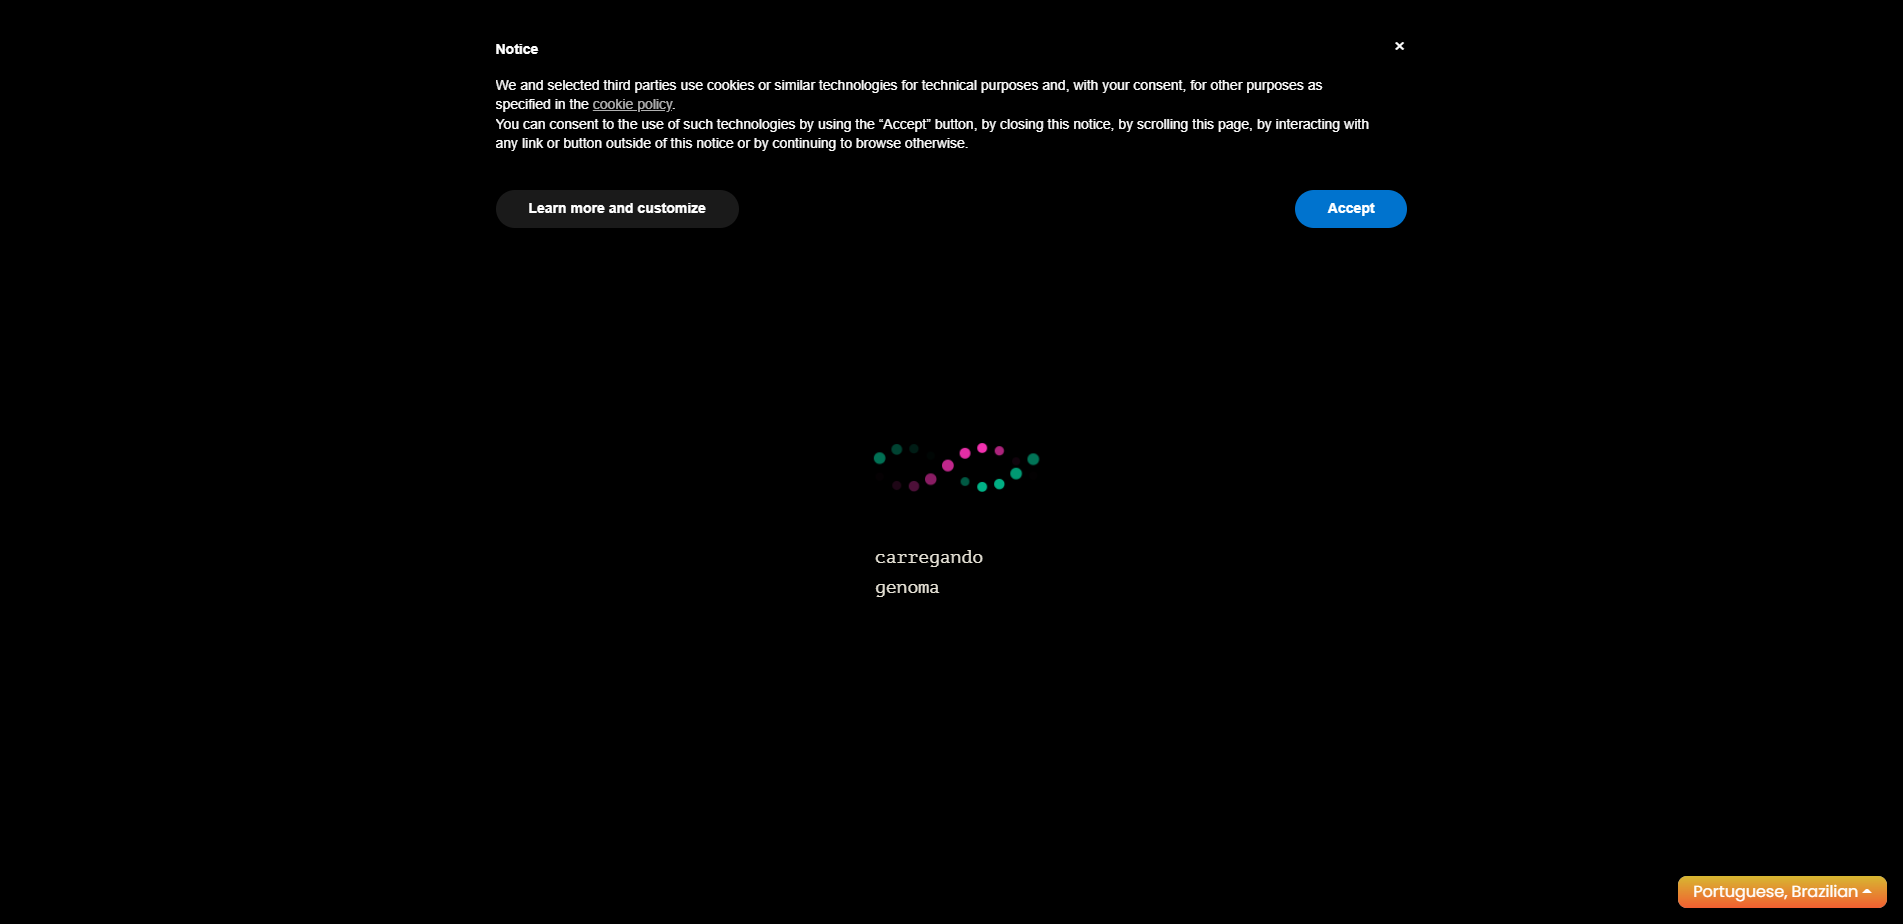 Notice
×
We and selected third parties use cookies or similar technologies for technical purposes and, with your consent, for other purposes as
specified in the cookie policy.
You can consent to the use of such technologies by using the “Accept” button, by closing this notice, by scrolling this page, by interacting with
any link or button outside of this notice or by continuing to browse otherwise.
Learn more and customize
Accept
carregando
genoma
Portuguese, Brazilian